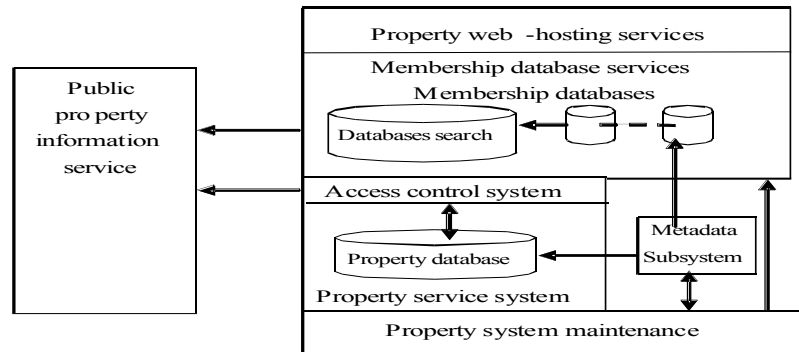 Property web -hosting services
Membership database services
Membership databases
Databases search
Public
pro perty
information
service
Access control system
Property database
Property service system
Metadata
Subsystem
Property system maintenance